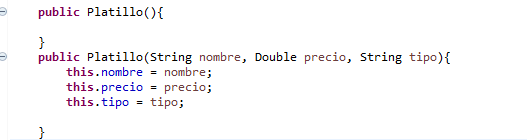 public Platillo(){
}
public Platillo(String nombre, Double precio, String tipo){
this.nombre = nombre;
this.precio = precio;
this.tipo = tipo;
}